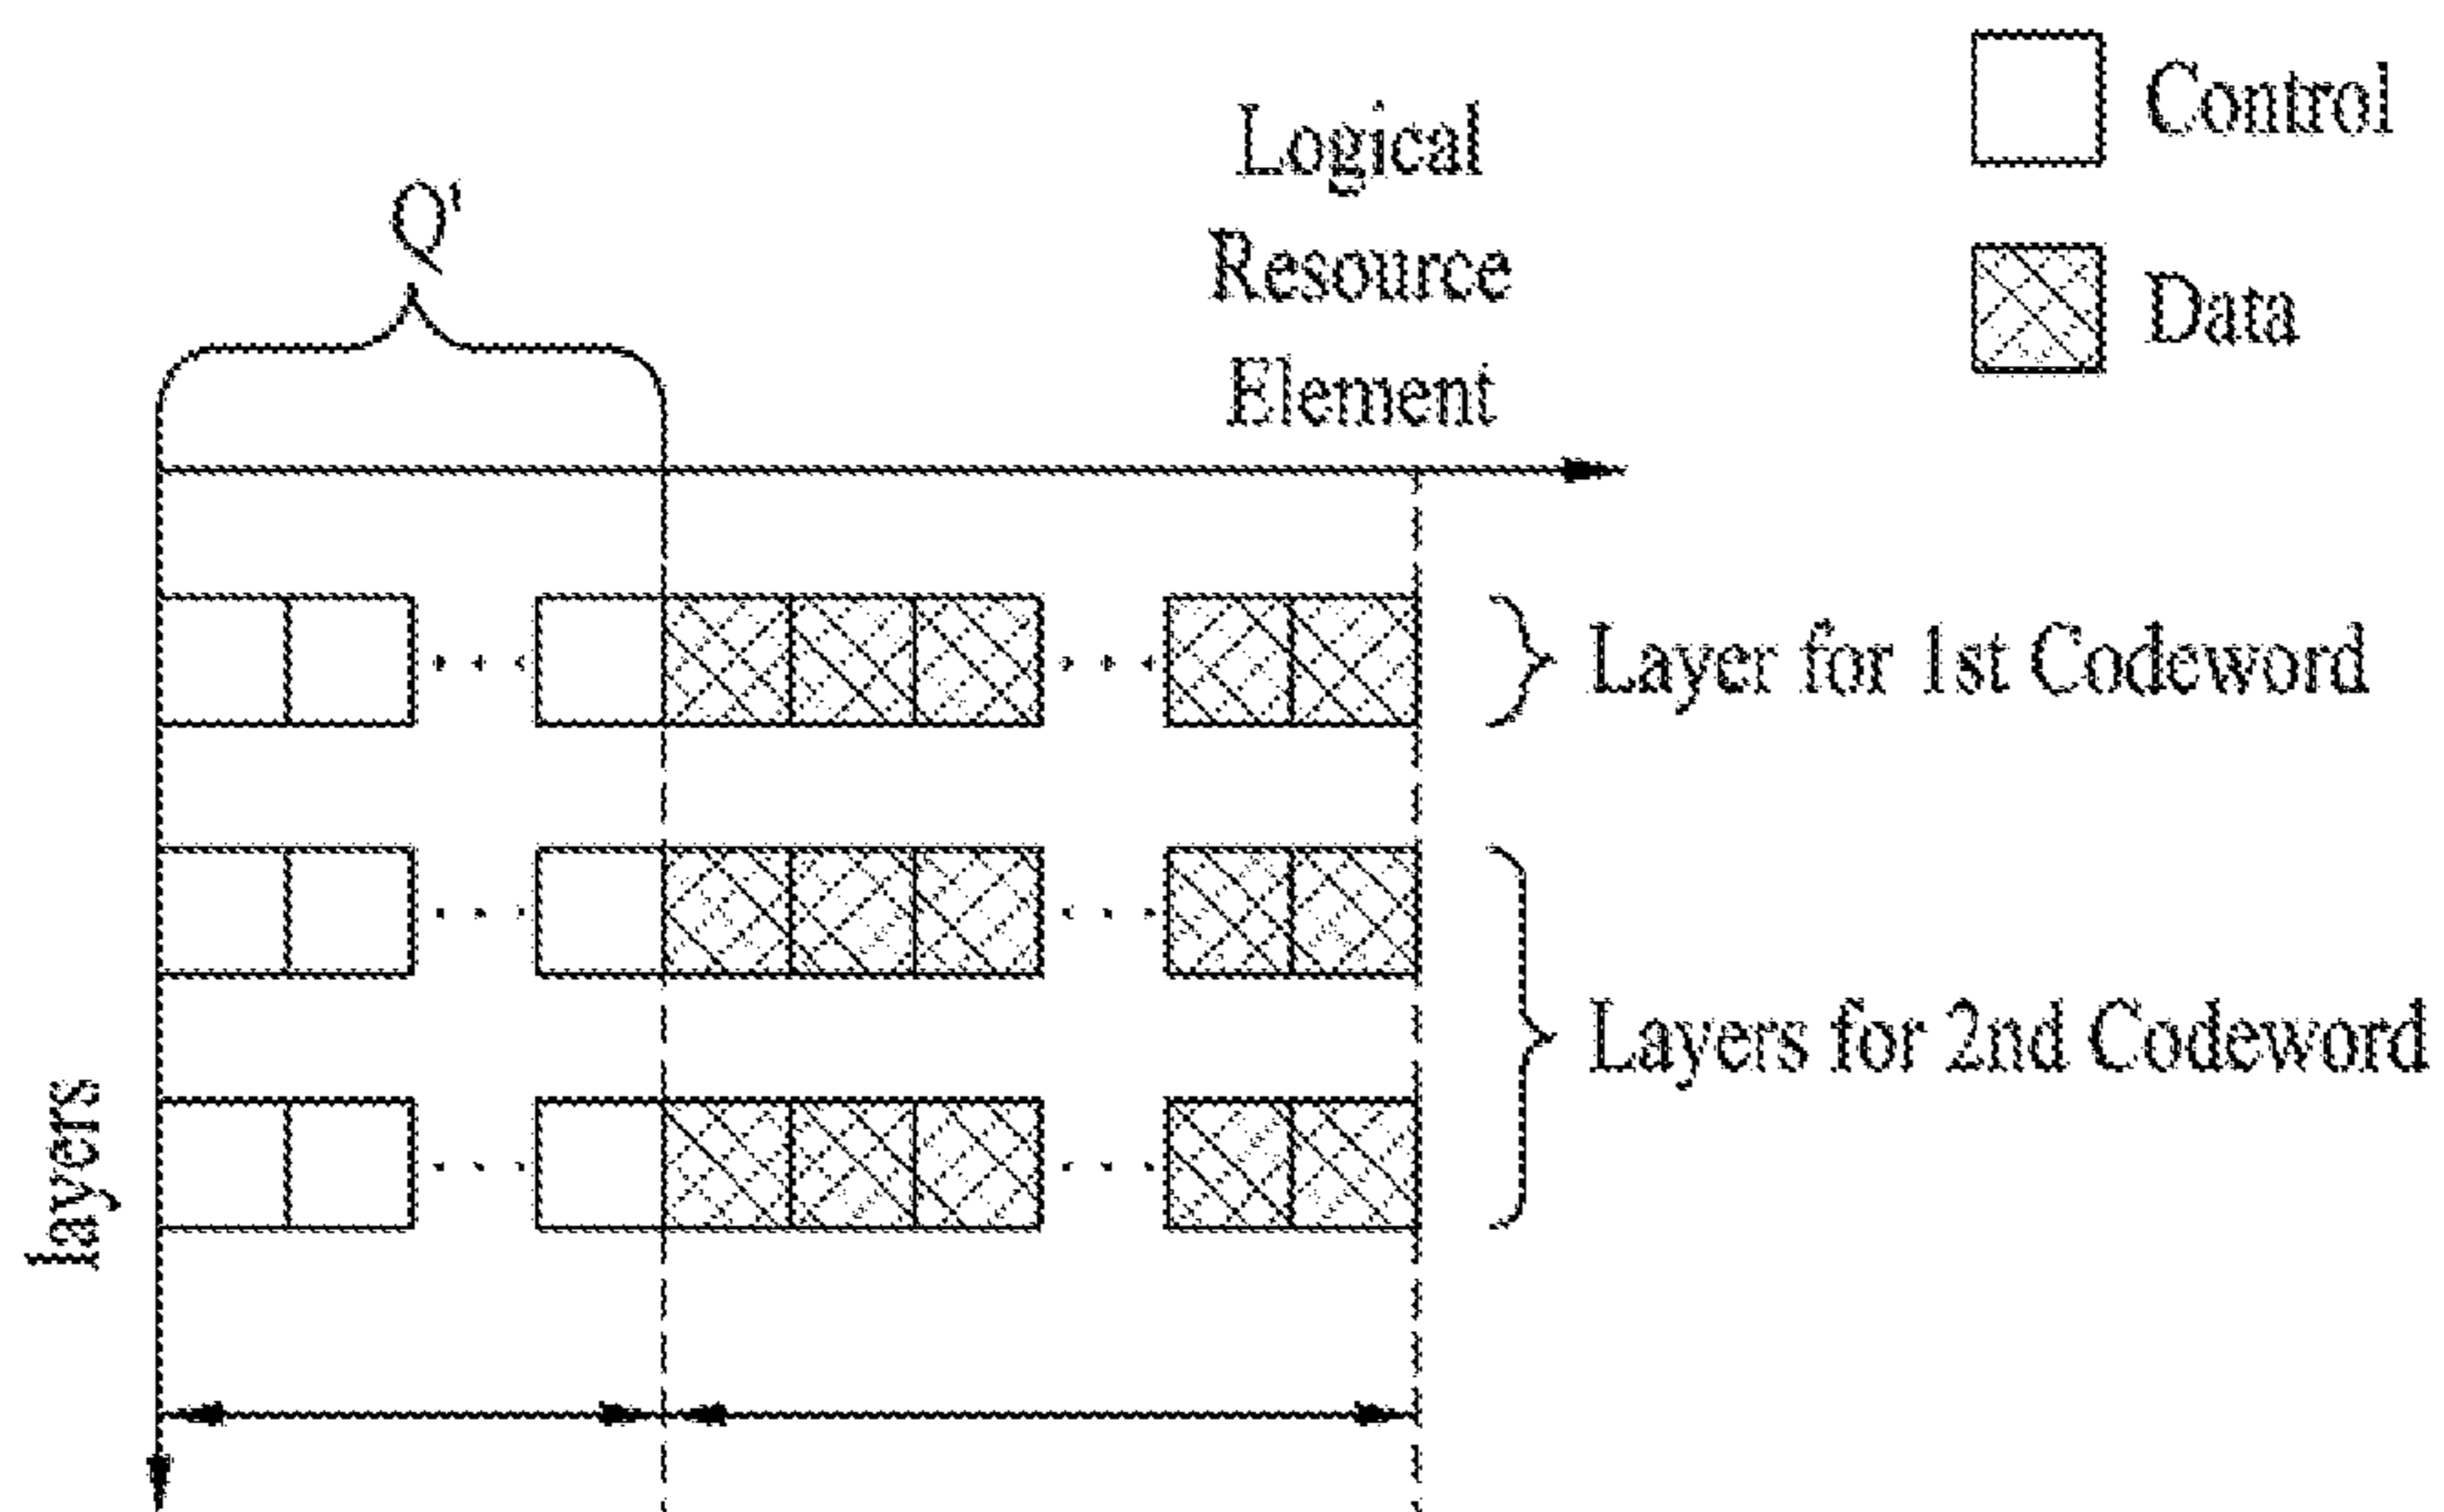 Control
Logical
Resource
Element
Data
Q'
Layer for 1st Codeword
Layers for 2nd Codeword
layers